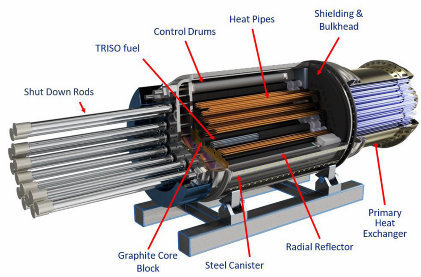 Shielding &
Bulkhead
Heat Pipes
Control Drums
TRISO fuel
Shut Down Rods
Primary
Heat
Exchanger
Radial Reflector
Steel Canister
Graphite Core
Block